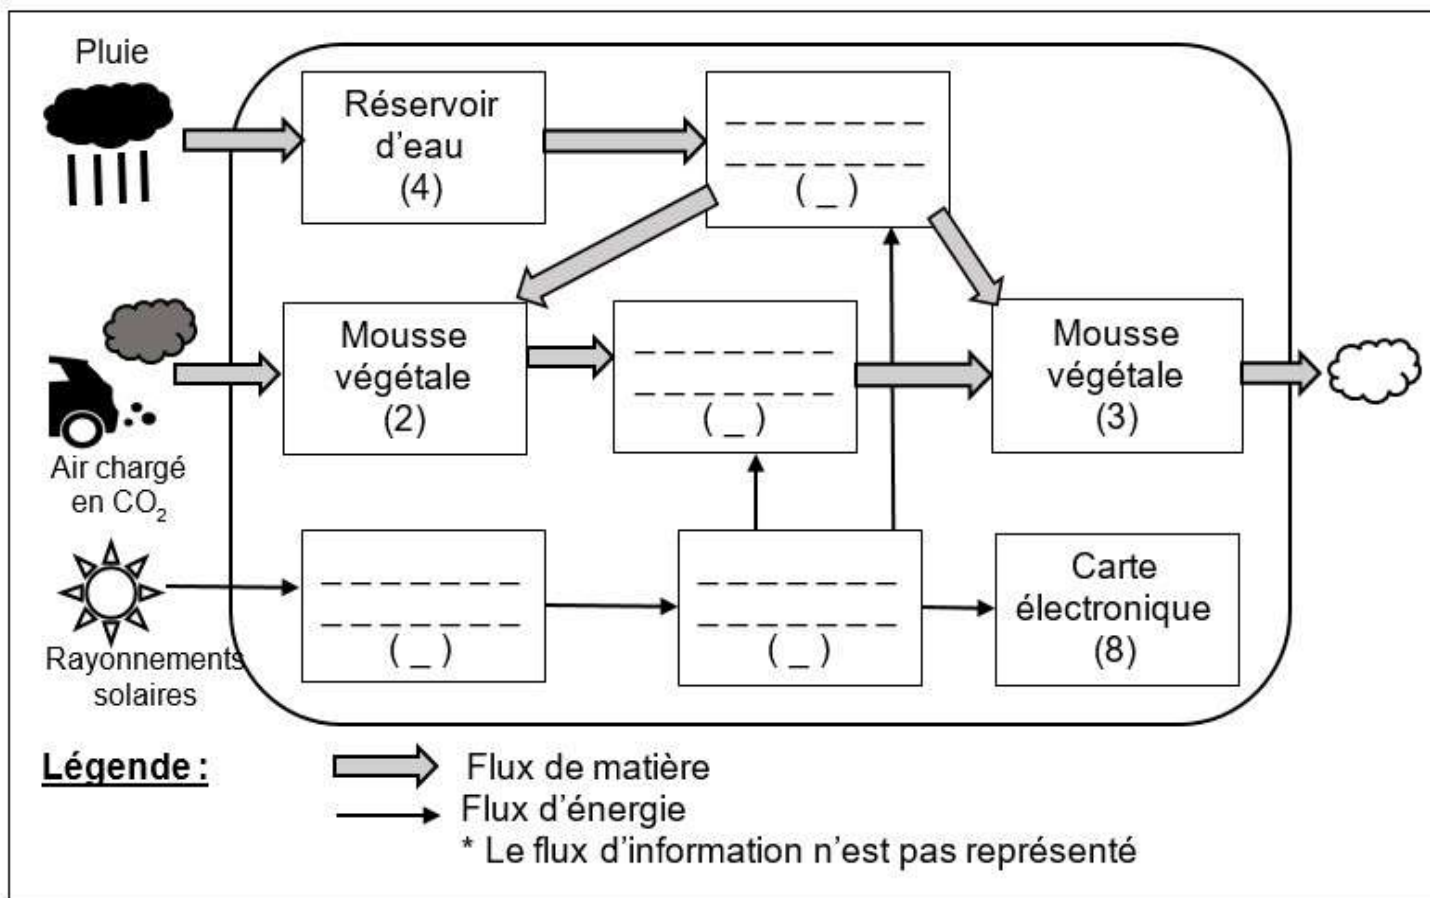 Pluie
Réservoir
d'eau
(4)
_ _ _ _ _ _ _
_ _ _ _ _ _ _
( _ )
Mousse
végétale
(2)
_ _ _ _ _ _ _
_ _ _ _ _ _ _
( _ )
Mousse
végétale
(3)
Air chargé
en CO₂
_ _ _ _ _ _ _
_ _ _ _ _ _ _
( _ )
_ _ _ _ _ _ _
_ _ _ _ _ _ _
( _ )
Carte
électronique
(8)
Rayonnements
solaires
Légende :
Flux de matière
Flux d'énergie
* Le flux d'information n'est pas représenté